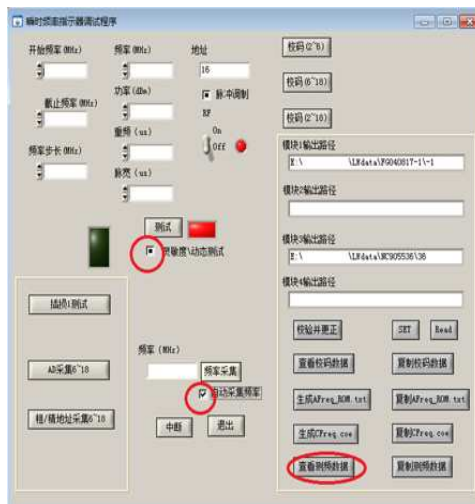 瞬时频率指示器调试程序
开始频率(MHz)
频率(MHz)
地址
16
截止频率(MHz)
功率(dBm)
脉冲调制
RF
On
Off
重频(us)
频率步长(MHz)
脉宽(us)
测试
灵敏度\动态测试
校码(2~6)
校码(6~18)
校码(2~18)
模块1输出路径
E:\ \LHdata\FG040817-1\-1
模块2输出路径
模块3输出路径
E:\ \LHdata\NC905536\36
模块4输出路径
插损1测试
AD采集6~18
粗/精地址采集6~18
频率(MHz)
频率采集
自动采集频率
中断
退出
校验并更正
SET
Read
查看校码数据
复制校码数据
生成AFreq_ROM.txt
复制AFreq_ROM.txt
生成CFreq.coe
复制CFreq.coe
查看测频数据
复制测频数据